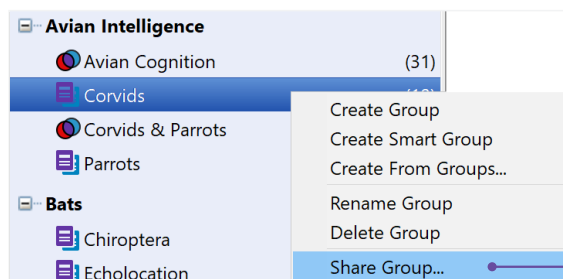 Avian Intelligence
Avian Cognition (31)
Corvids
Corvids & Parrots
Parrots
Bats
Chiroptera
Echolocation
Create Group
Create Smart Group
Create From Groups...
Rename Group
Delete Group
Share Group...